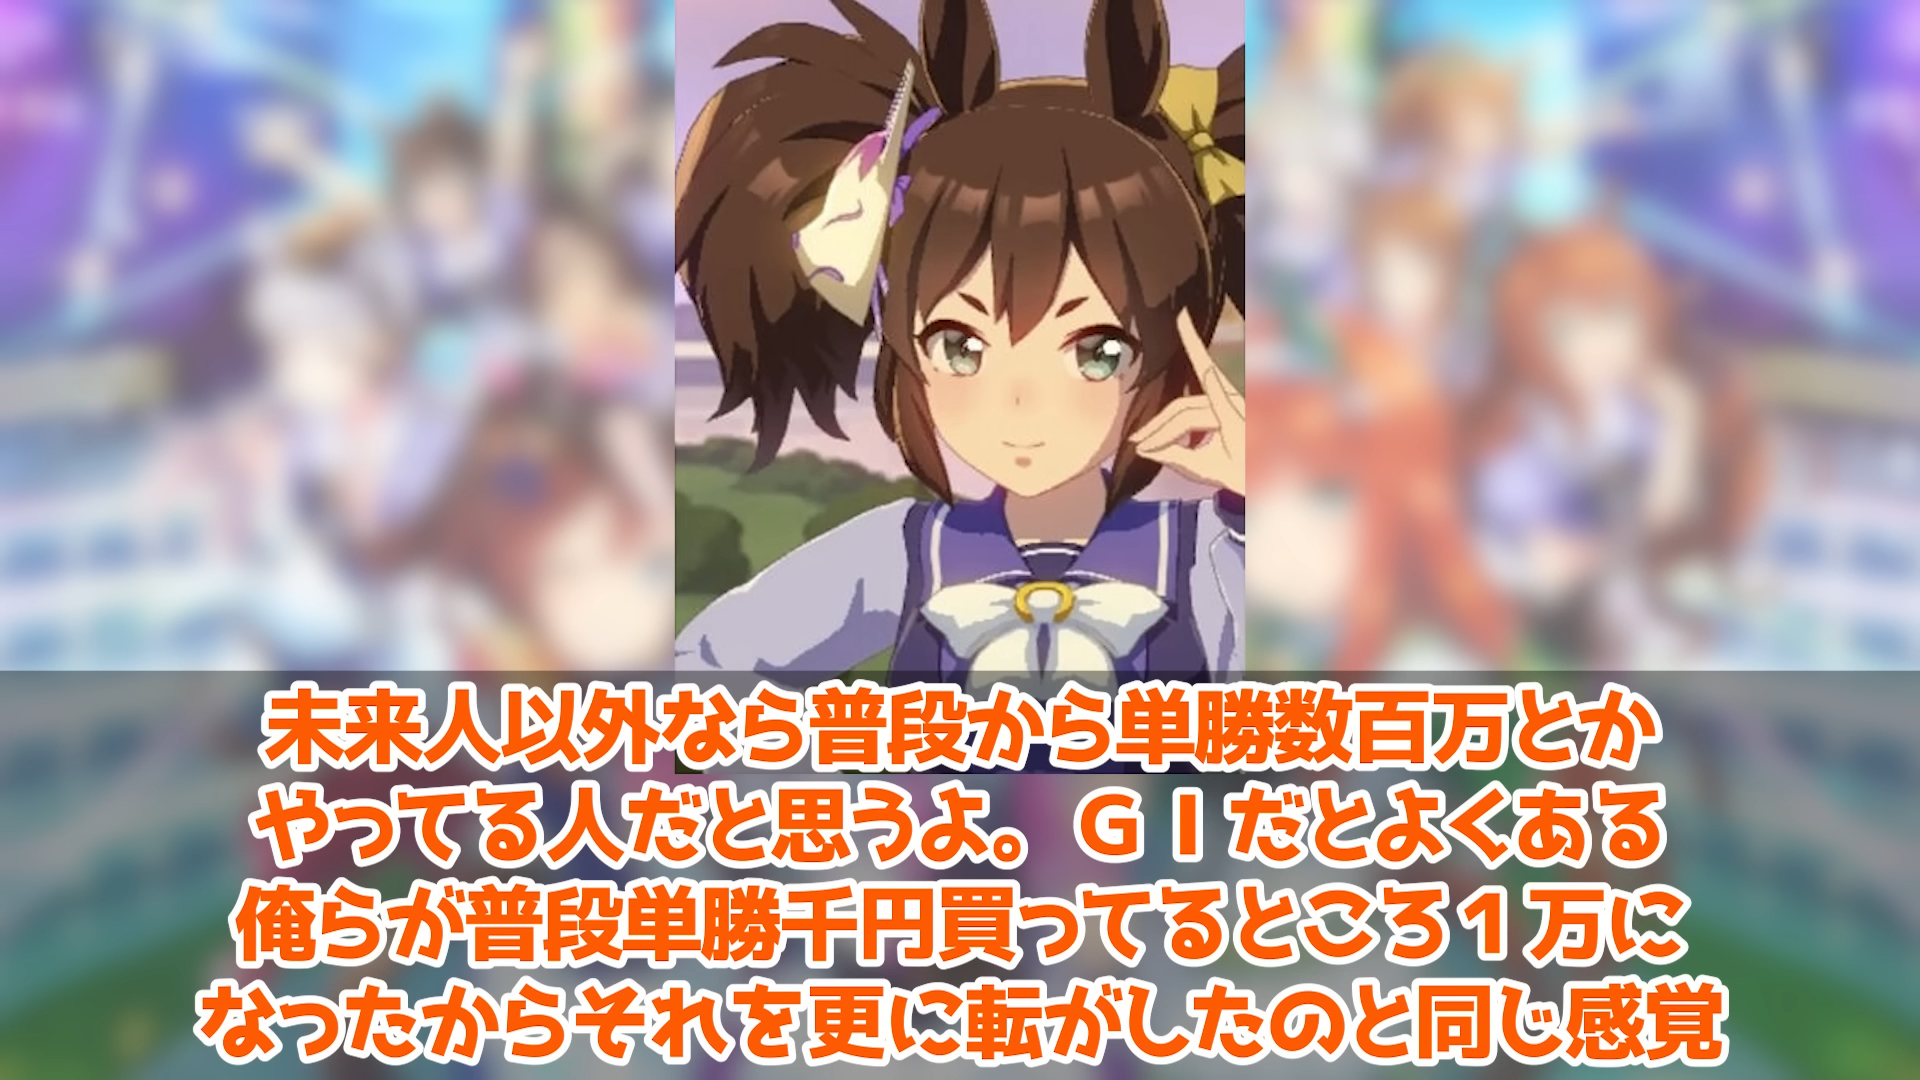 未来人以外なら普段から単勝数百万とか
やってる人だと思うよ。ＧⅠだとよくある
俺らが普段単勝千円買ってるところ１万に
なったからそれを更に転がしたのと同じ感覚